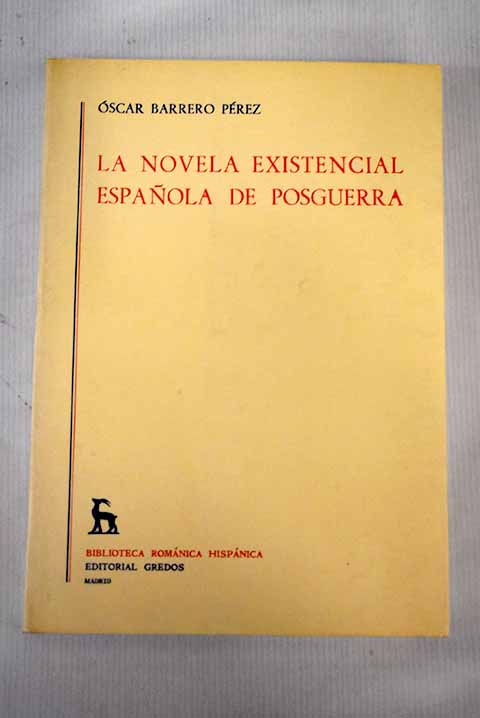 ÓSCAR BARRERO PÉREZ
LA NOVELA EXISTENCIAL
ESPAÑOLA DE POSGUERRA
BIBLIOTECA ROMÁNICA HISPÁNICA
EDITORIAL GREDOS
MADRID